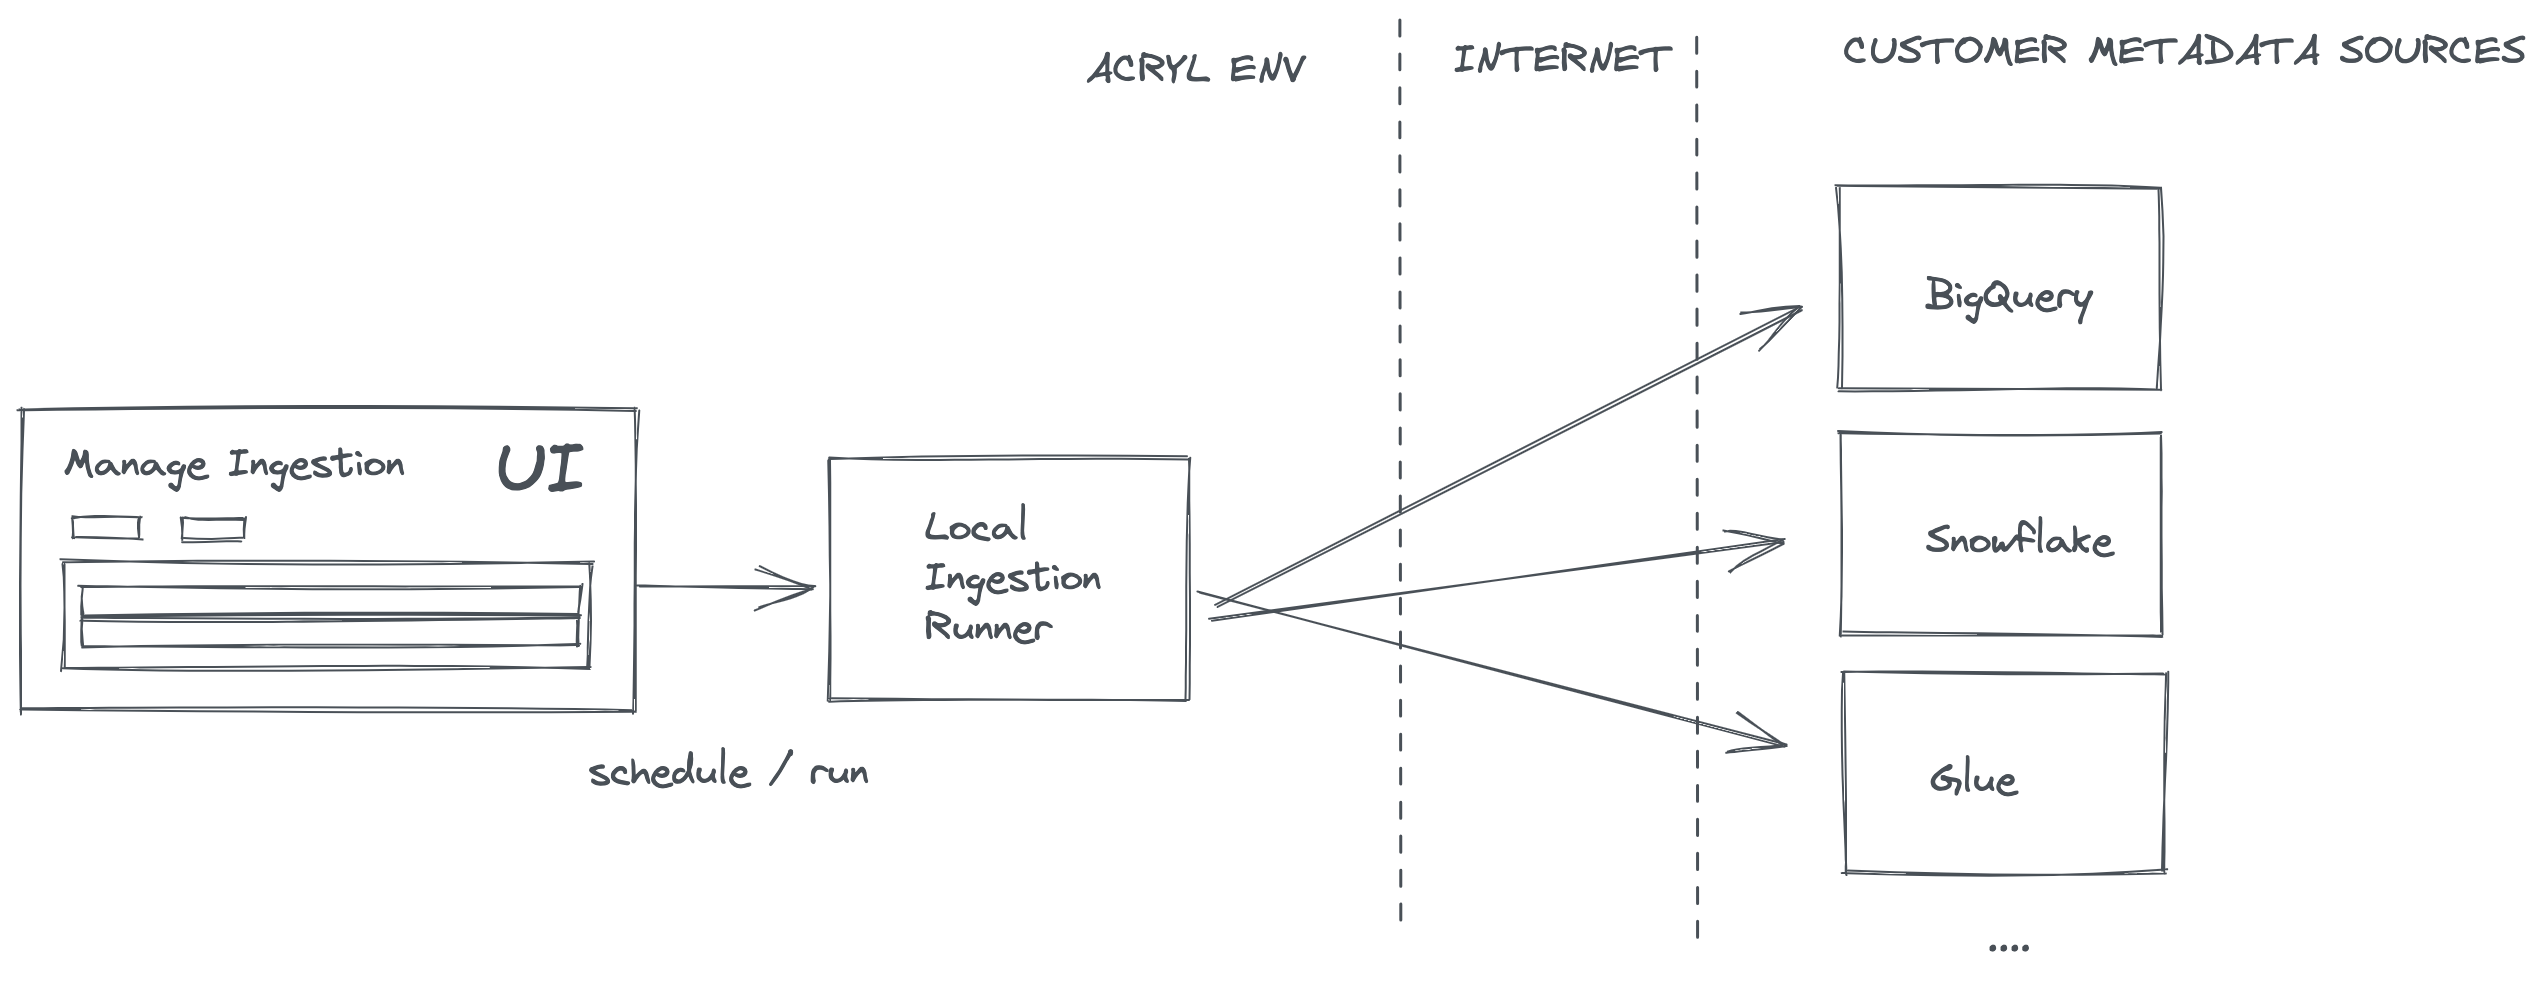 ACRYL ENV
INTERNET
CUSTOMER METADATA SOURCES
BigQuery
Manage Ingestion
UI
Local
Ingestion
Runner
Snowflake
schedule / run
Glue
....